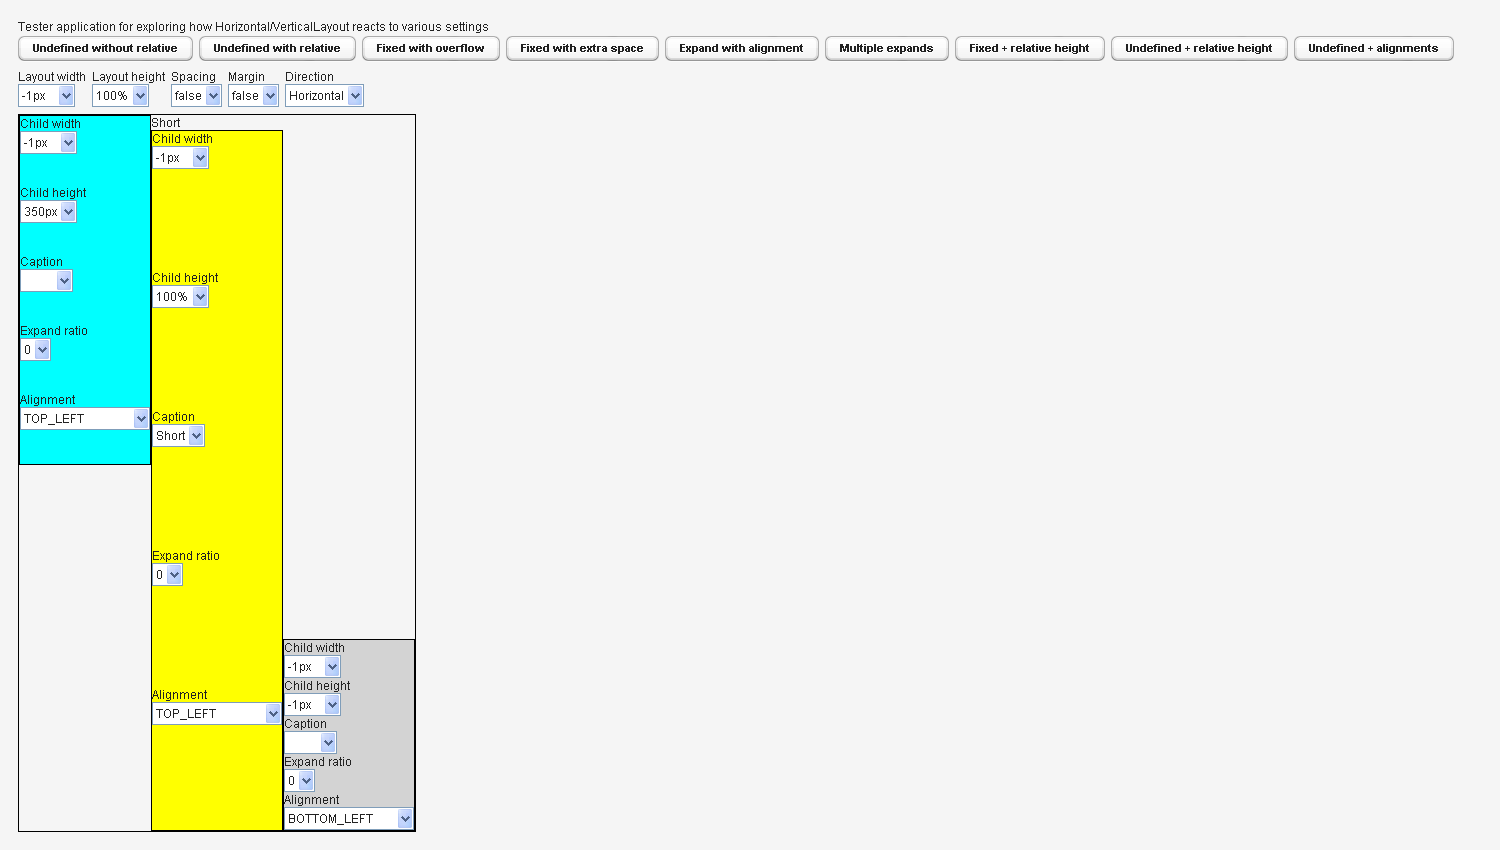 Tester application for exploring how Horizontal/VerticalLayout reacts to various settings
Undefined without relative Undefined with relative Fixed with overflow Fixed with extra space Expand with alignment Multiple expands Fixed + relative height Undefined + relative height Undefined + alignments
Layout width Layout height Spacing Margin Direction
-1px 100% false false Horizontal
Child width
-1px
Child height
350px
Caption
Expand ratio
0
Alignment
TOP_LEFT
Short
Child width
-1px
Child height
100%
Caption
Short
Expand ratio
0
Alignment
TOP_LEFT
Child width
-1px
Child height
-1px
Caption
Expand ratio
0
Alignment
BOTTOM_LEFT